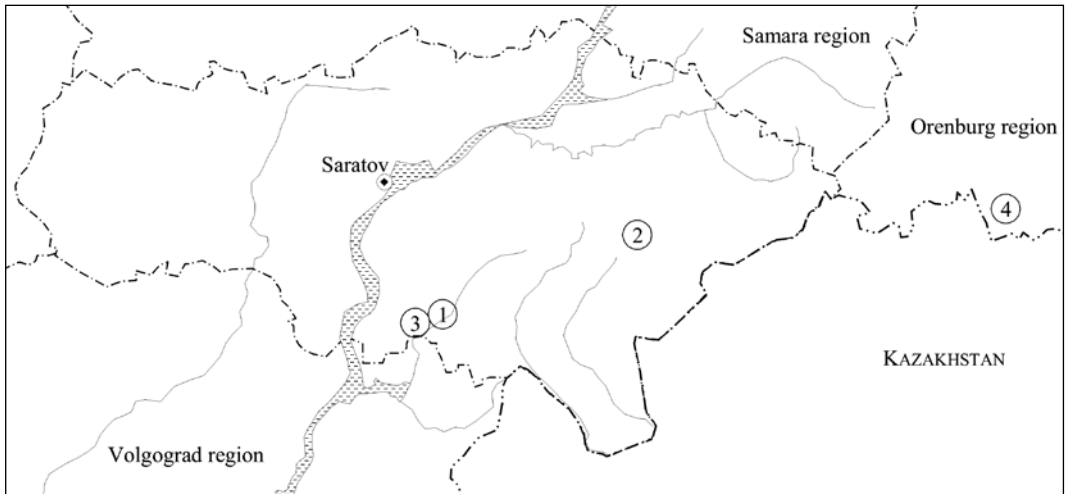 Samara region
Orenburg region
Saratov
4
2
1
3
KAZAKHSTAN
Volgograd region